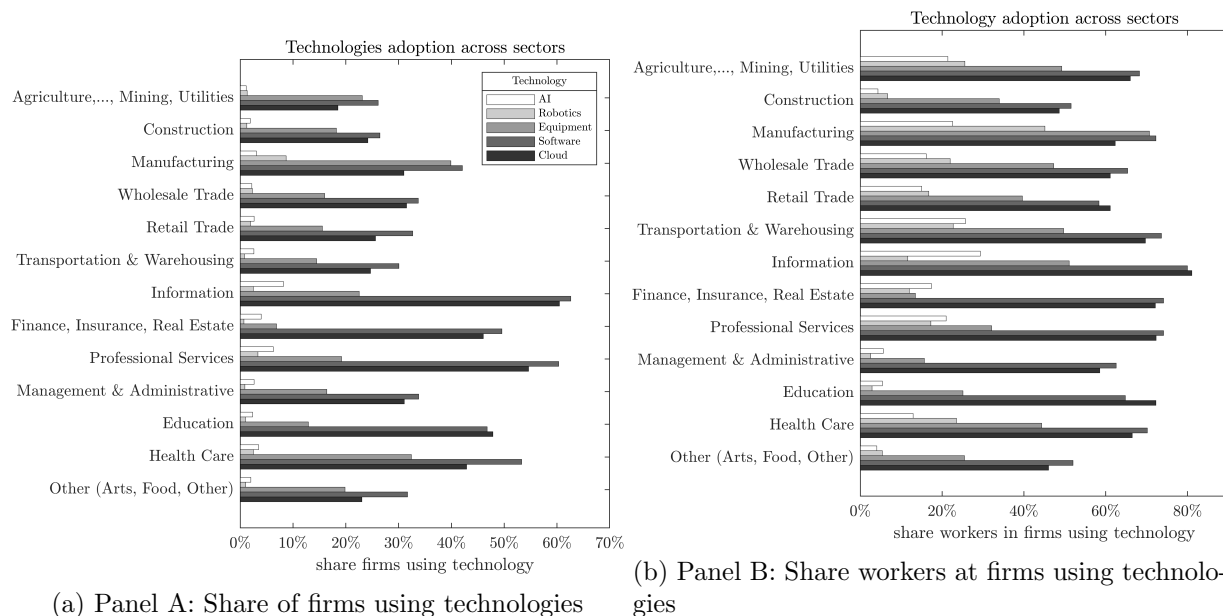 Technologies adoption across sectors
Technology
AI
Robotics
Equipment
Software
Cloud
Agriculture,..., Mining, Utilities
Construction
Manufacturing
Wholesale Trade
Retail Trade
Transportation & Warehousing
Information
Finance, Insurance, Real Estate
Professional Services
Management & Administrative
Education
Health Care
Other (Arts, Food, Other)
0% 10% 20% 30% 40% 50% 60% 70%
share firms using technology
(a) Panel A: Share of firms using technologies
Technology adoption across sectors
Agriculture,..., Mining, Utilities
Construction
Manufacturing
Wholesale Trade
Retail Trade
Transportation & Warehousing
Information
Finance, Insurance, Real Estate
Professional Services
Management & Administrative
Education
Health Care
Other (Arts, Food, Other)
0% 20% 40% 60% 80%
share workers in firms using technology
(b) Panel B: Share workers at firms using technolo-
gies